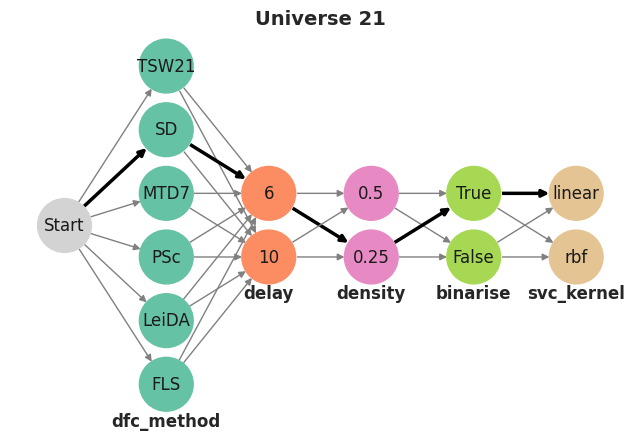 Universe 21
TSW21
SD
MTD7
6
0.5
True
linear
Start
PSc
10
0.25
False
rbf
delay
density
binarise
svc_kernel
LeiDA
FLS
dfc_method